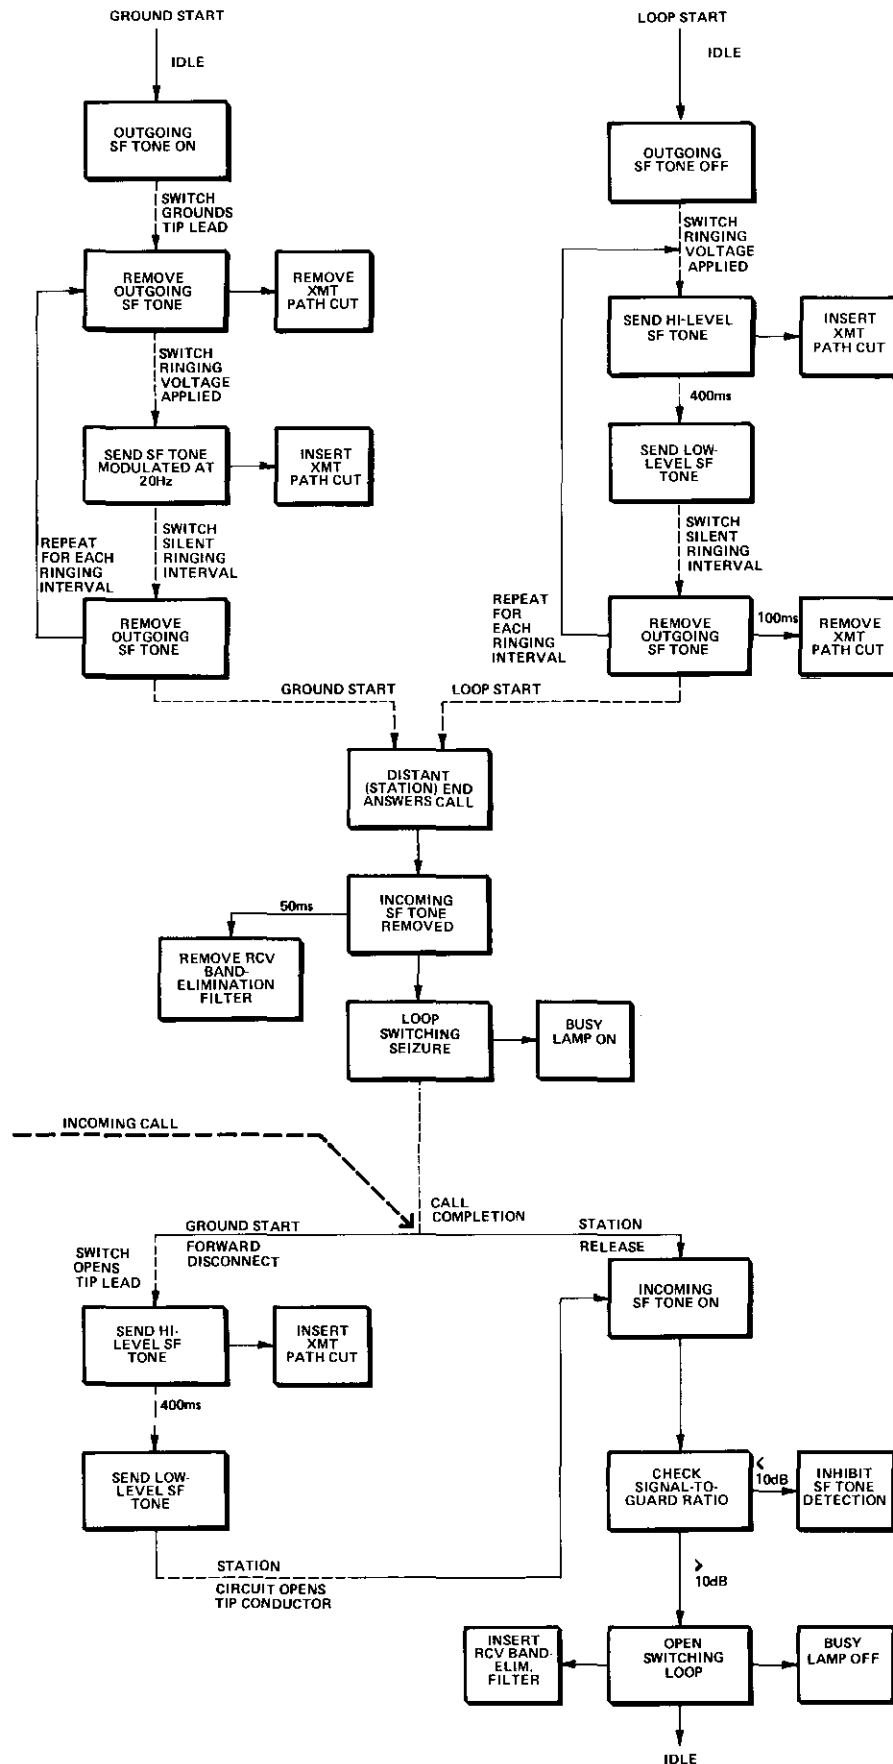 GROUND START
IDLE
OUTGOING
SF TONE ON
SWITCH
GROUNDS
TIP LEAD
REMOVE
OUTGOING
SF TONE
REMOVE
XMT
PATH CUT
SWITCH
RINGING
VOLTAGE
APPLIED
SEND SF TONE
MODULATED AT
20Hz
INSERT
XMT
PATH CUT
REPEAT
FOR EACH
RINGING
INTERVAL
SWITCH
SILENT
RINGING
INTERVAL
REMOVE
OUTGOING
SF TONE
GROUND START
LOOP START
IDLE
OUTGOING
SF TONE OFF
SWITCH
RINGING
VOLTAGE
APPLIED
SEND HI-LEVEL
SF TONE
INSERT
XMT
PATH CUT
400ms
SEND LOW-
LEVEL SF
TONE
SWITCH
SILENT
RINGING
INTERVAL
REPEAT
FOR
EACH
RINGING
INTERVAL
REMOVE
OUTGOING
SF TONE
100ms
REMOVE
XMT
PATH CUT
LOOP START
DISTANT
(STATION) END
ANSWERS CALL
INCOMING
SF TONE
REMOVED
50ms
REMOVE RCV
BAND-
ELIMINATION
FILTER
LOOP
SWITCHING
SEIZURE
BUSY
LAMP ON
INCOMING CALL
CALL
COMPLETION
GROUND START
FORWARD
DISCONNECT
STATION
RELEASE
SWITCH
OPENS
TIP LEAD
SEND HI-
LEVEL SF
TONE
INSERT
XMT
PATH CUT
400ms
SEND LOW-
LEVEL SF
TONE
STATION
CIRCUIT OPENS
TIP CONDUCTOR
INCOMING
SF TONE ON
CHECK
SIGNAL-TO-
GUARD RATIO
<
10dB
INHIBIT
SF TONE
DETECTION
>
10dB
OPEN
SWITCHING
LOOP
INSERT
RCV BAND-
ELIM.
FILTER
BUSY
LAMP OFF
IDLE